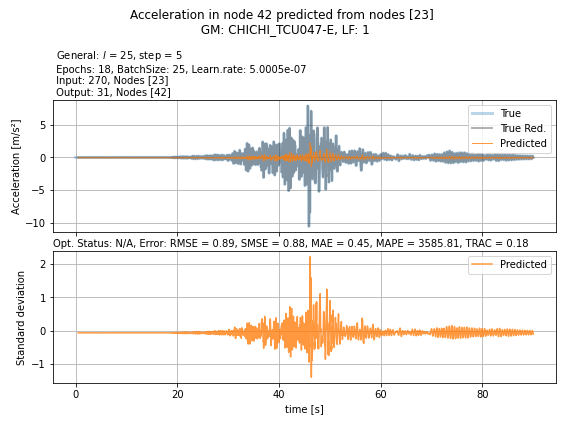 Acceleration in node 42 predicted from nodes [23]
GM: CHICHI_TCU047-E, LF: 1
General: l = 25, step = 5
Epochs: 18, BatchSize: 25, Learn.rate: 5.0005e-07
Input: 270, Nodes [23]
Output: 31, Nodes [42]
Acceleration [m/s²]
5
0
−5
−10
True
True Red.
Predicted
Opt. Status: N/A, Error: RMSE = 0.89, SMSE = 0.88, MAE = 0.45, MAPE = 3585.81, TRAC = 0.18
Standard deviation
2
1
0
−1
Predicted
0 20 40 60 80
time [s]